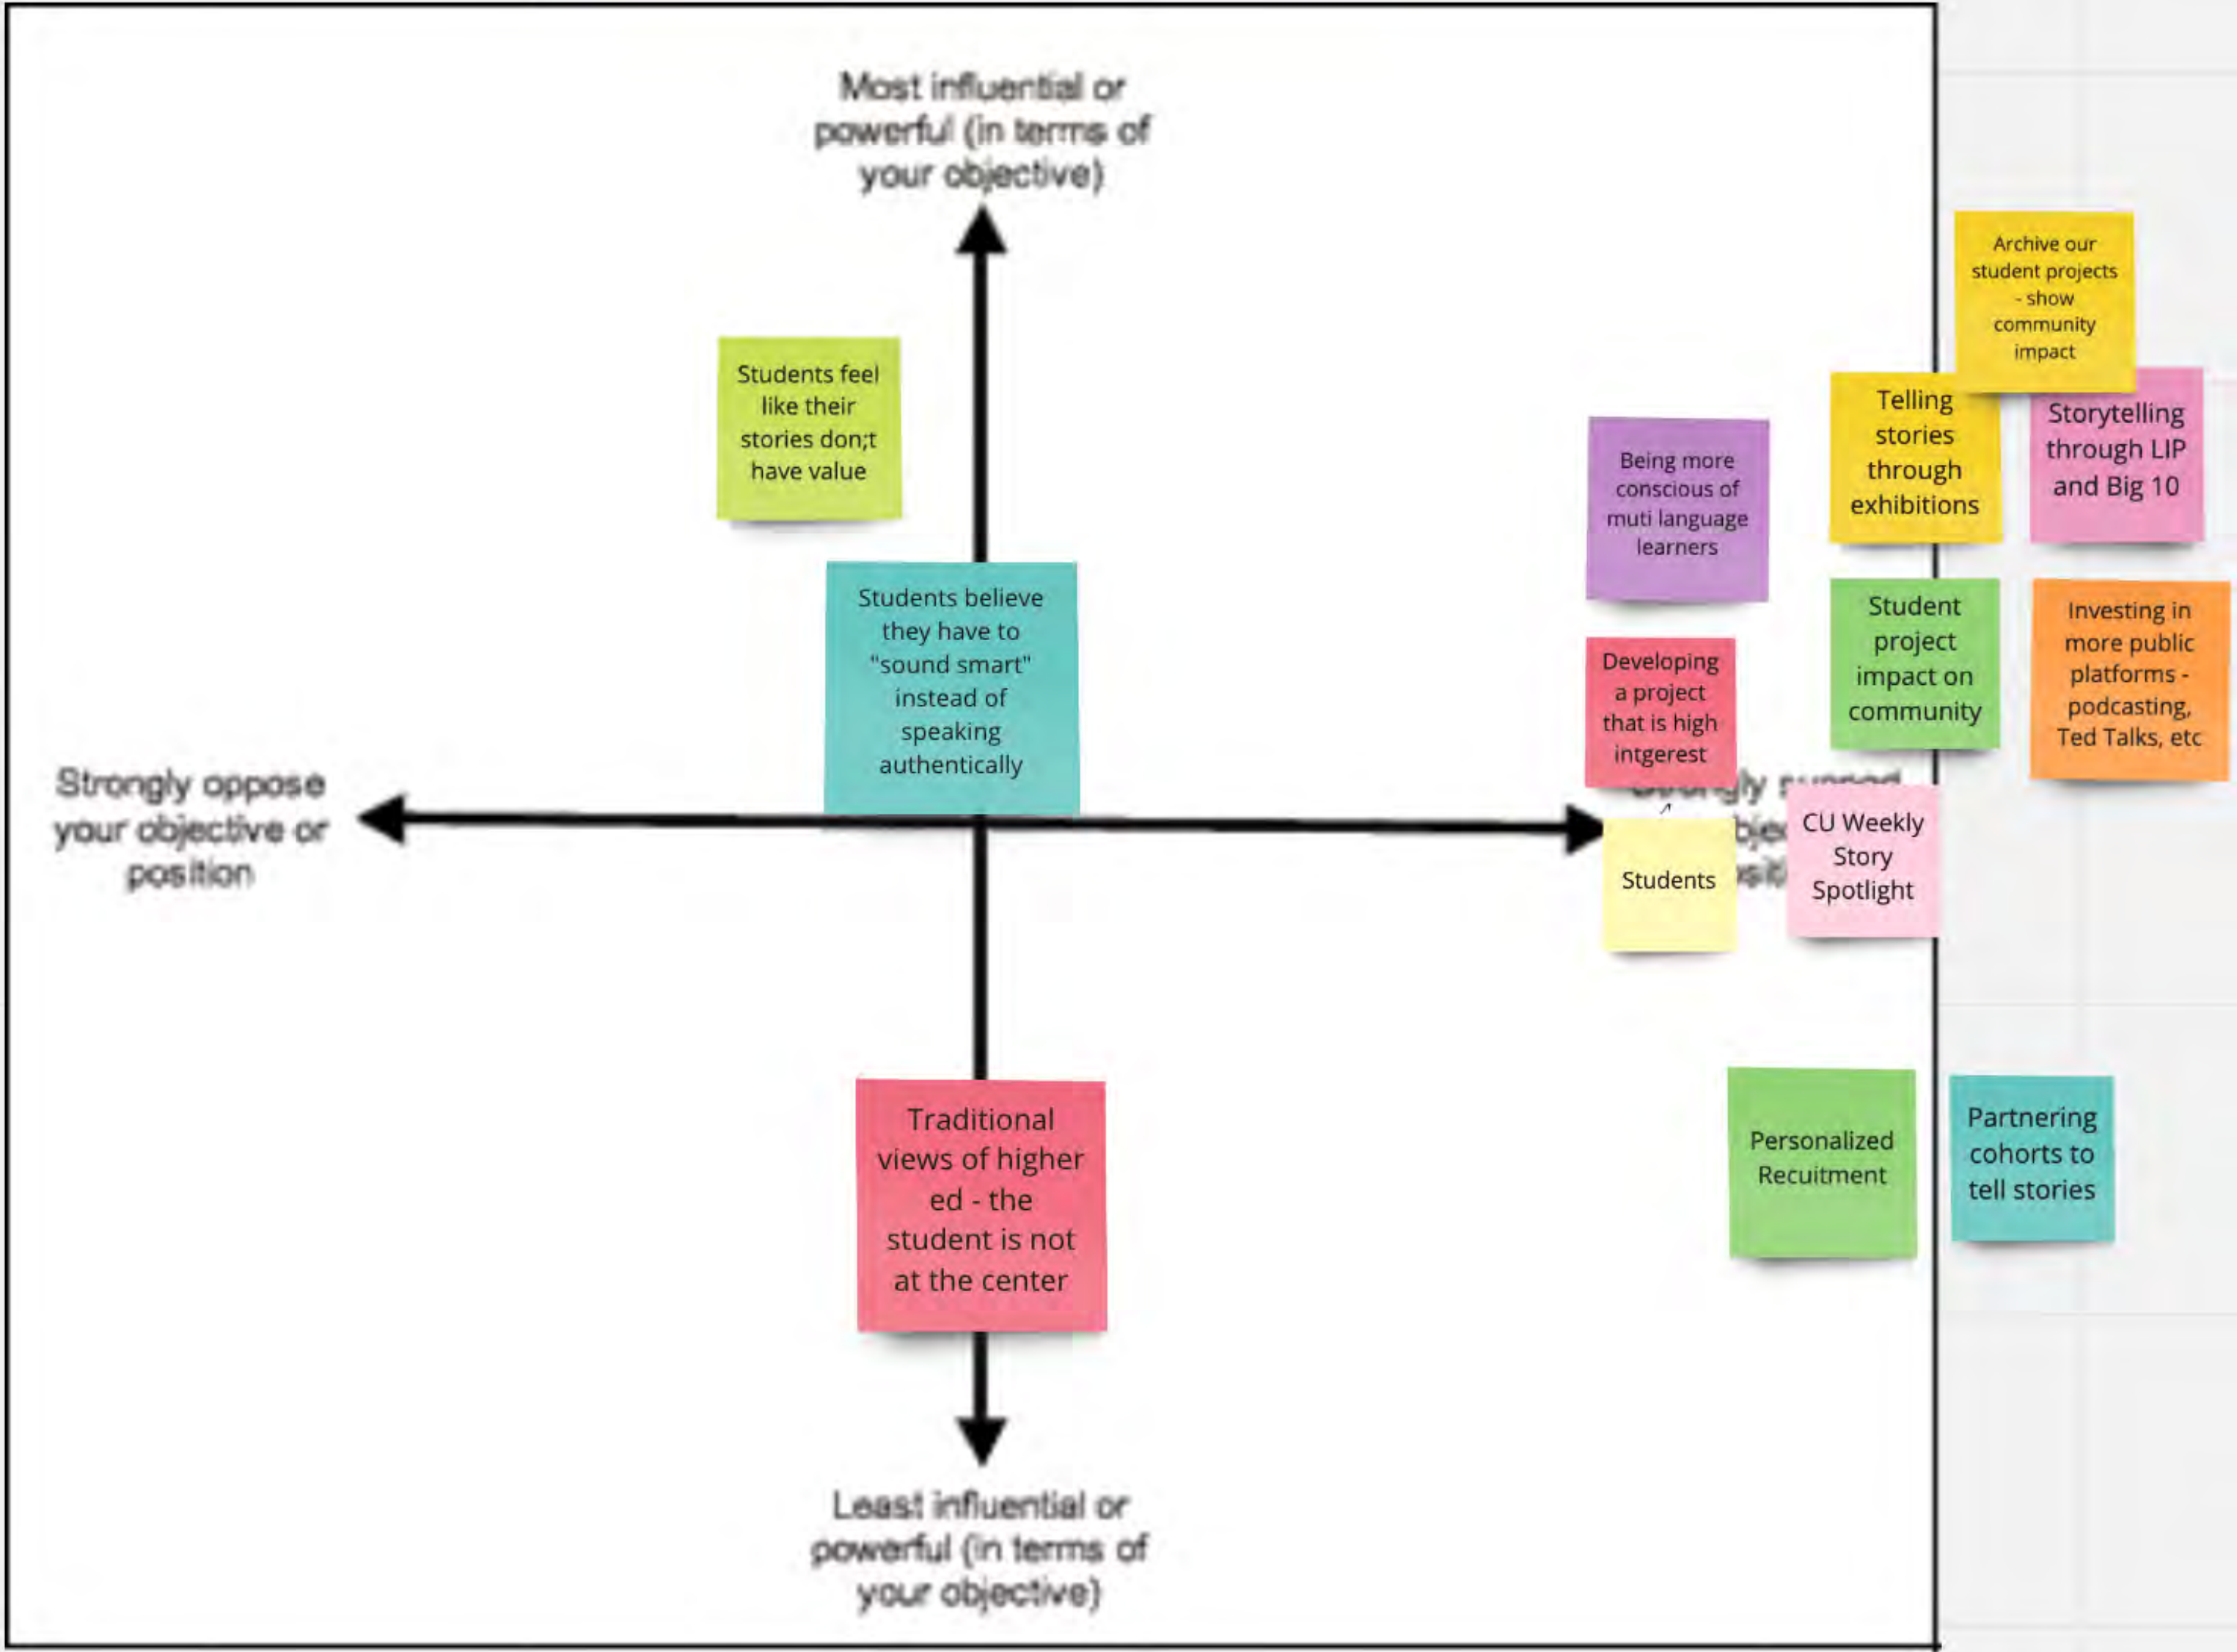 Most influential or
powerful (in terms of
your objective)
Archive our
student projects
- show
community
impact
Students feel
like their
stories don;t
have value
Telling
stories
through
exhibitions
Storytelling
through LIP
and Big 10
Being more
conscious of
muti language
learners
Students believe
they have to
"sound smart"
instead of
speaking
authentically
Student
project
impact on
community
Investing in
more public
platforms -
podcasting,
Ted Talks, etc
Developing
a project
that is high
intgerest
Strongly oppose
your objective or
position
Students
CU Weekly
Story
Spotlight
Traditional
views of higher
ed - the
student is not
at the center
Personalized
Recuitment
Partnering
cohorts to
tell stories
Least influential or
powerful (in terms of
your objective)